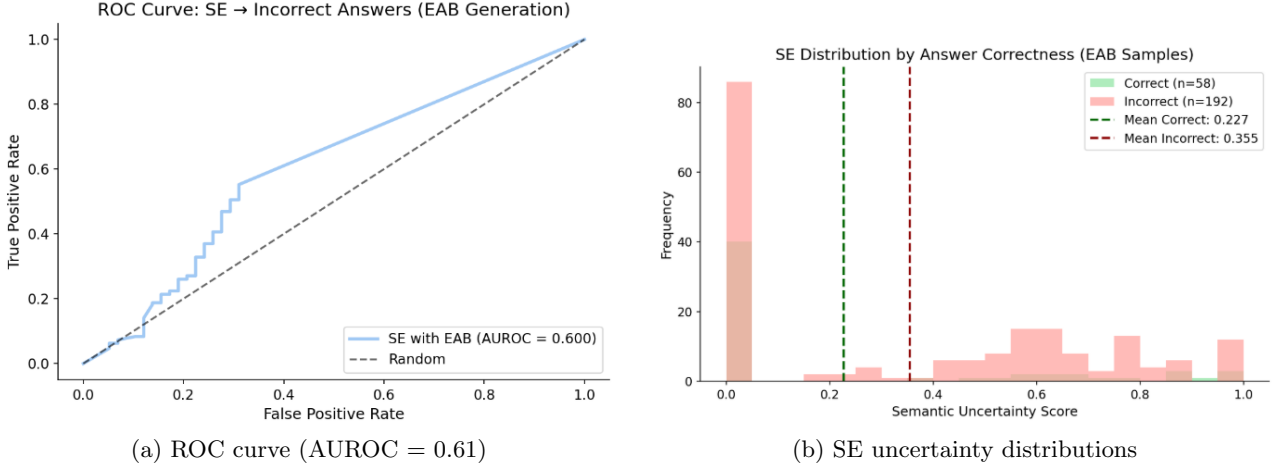 ROC Curve: SE → Incorrect Answers (EAB Generation)
True Positive Rate
1.0
0.8
0.6
0.4
0.2
0.0
SE with EAB (AUROC = 0.600)
Random
0.0 0.2 0.4 0.6 0.8 1.0
False Positive Rate
(a) ROC curve (AUROC = 0.61)
SE Distribution by Answer Correctness (EAB Samples)
Frequency
80
60
40
20
0
Correct (n=58)
Incorrect (n=192)
Mean Correct: 0.227
Mean Incorrect: 0.355
0.0 0.2 0.4 0.6 0.8 1.0
Semantic Uncertainty Score
(b) SE uncertainty distributions